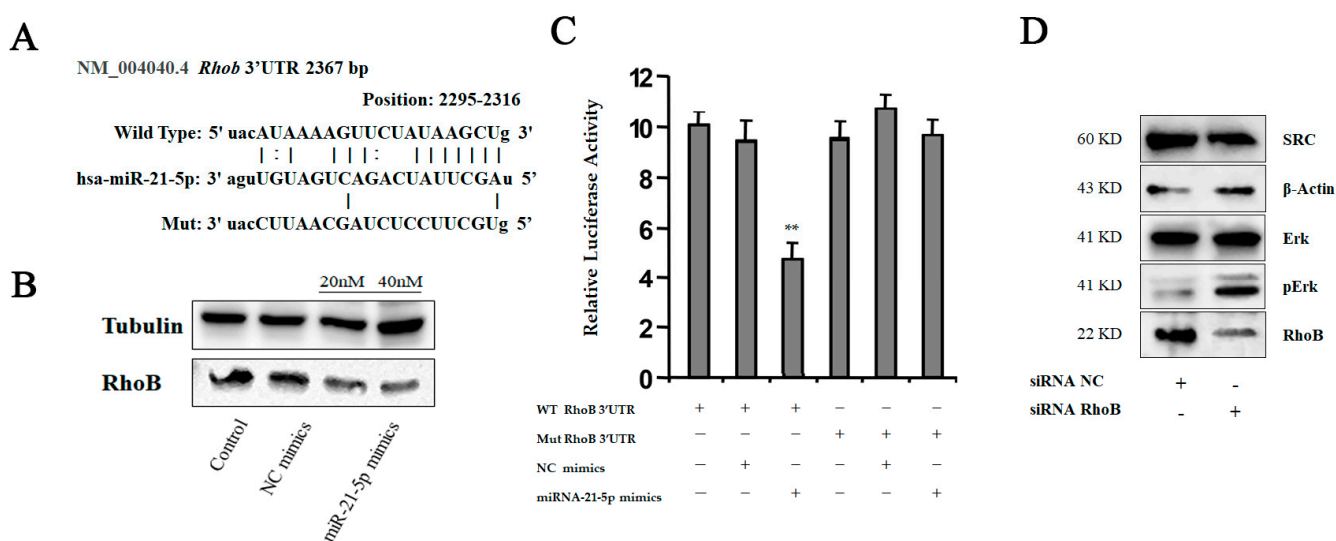 A
NM_004040.4 Rhob 3'UTR 2367 bp
Position: 2295-2316
Wild Type: 5' uacAUAAAAGUUCUAUAAGCUg 3'
| : | | | | : | | | | | | |
hsa-miR-21-5p: 3' aguUGUAGUCAGACUAUUCGAu 5’
| |
Mut: 3' uacCUUAACGAUCUCCUUCGUg 5’
B
20nM 40nM
Tubulin
RhoB
Control
NC mimics
miR-21-5p mimics
C
Relative Luciferase Activity
12
10
8
6
4
2
0
**
WT RhoB 3'UTR + + + – – –
Mut RhoB 3'UTR – – – + + +
NC mimics – + – – + –
miRNA-21-5p mimics – – + – – +
D
60 KD SRC
43 KD β-Actin
41 KD Erk
41 KD pErk
22 KD RhoB
siRNA NC + -
siRNA RhoB - +